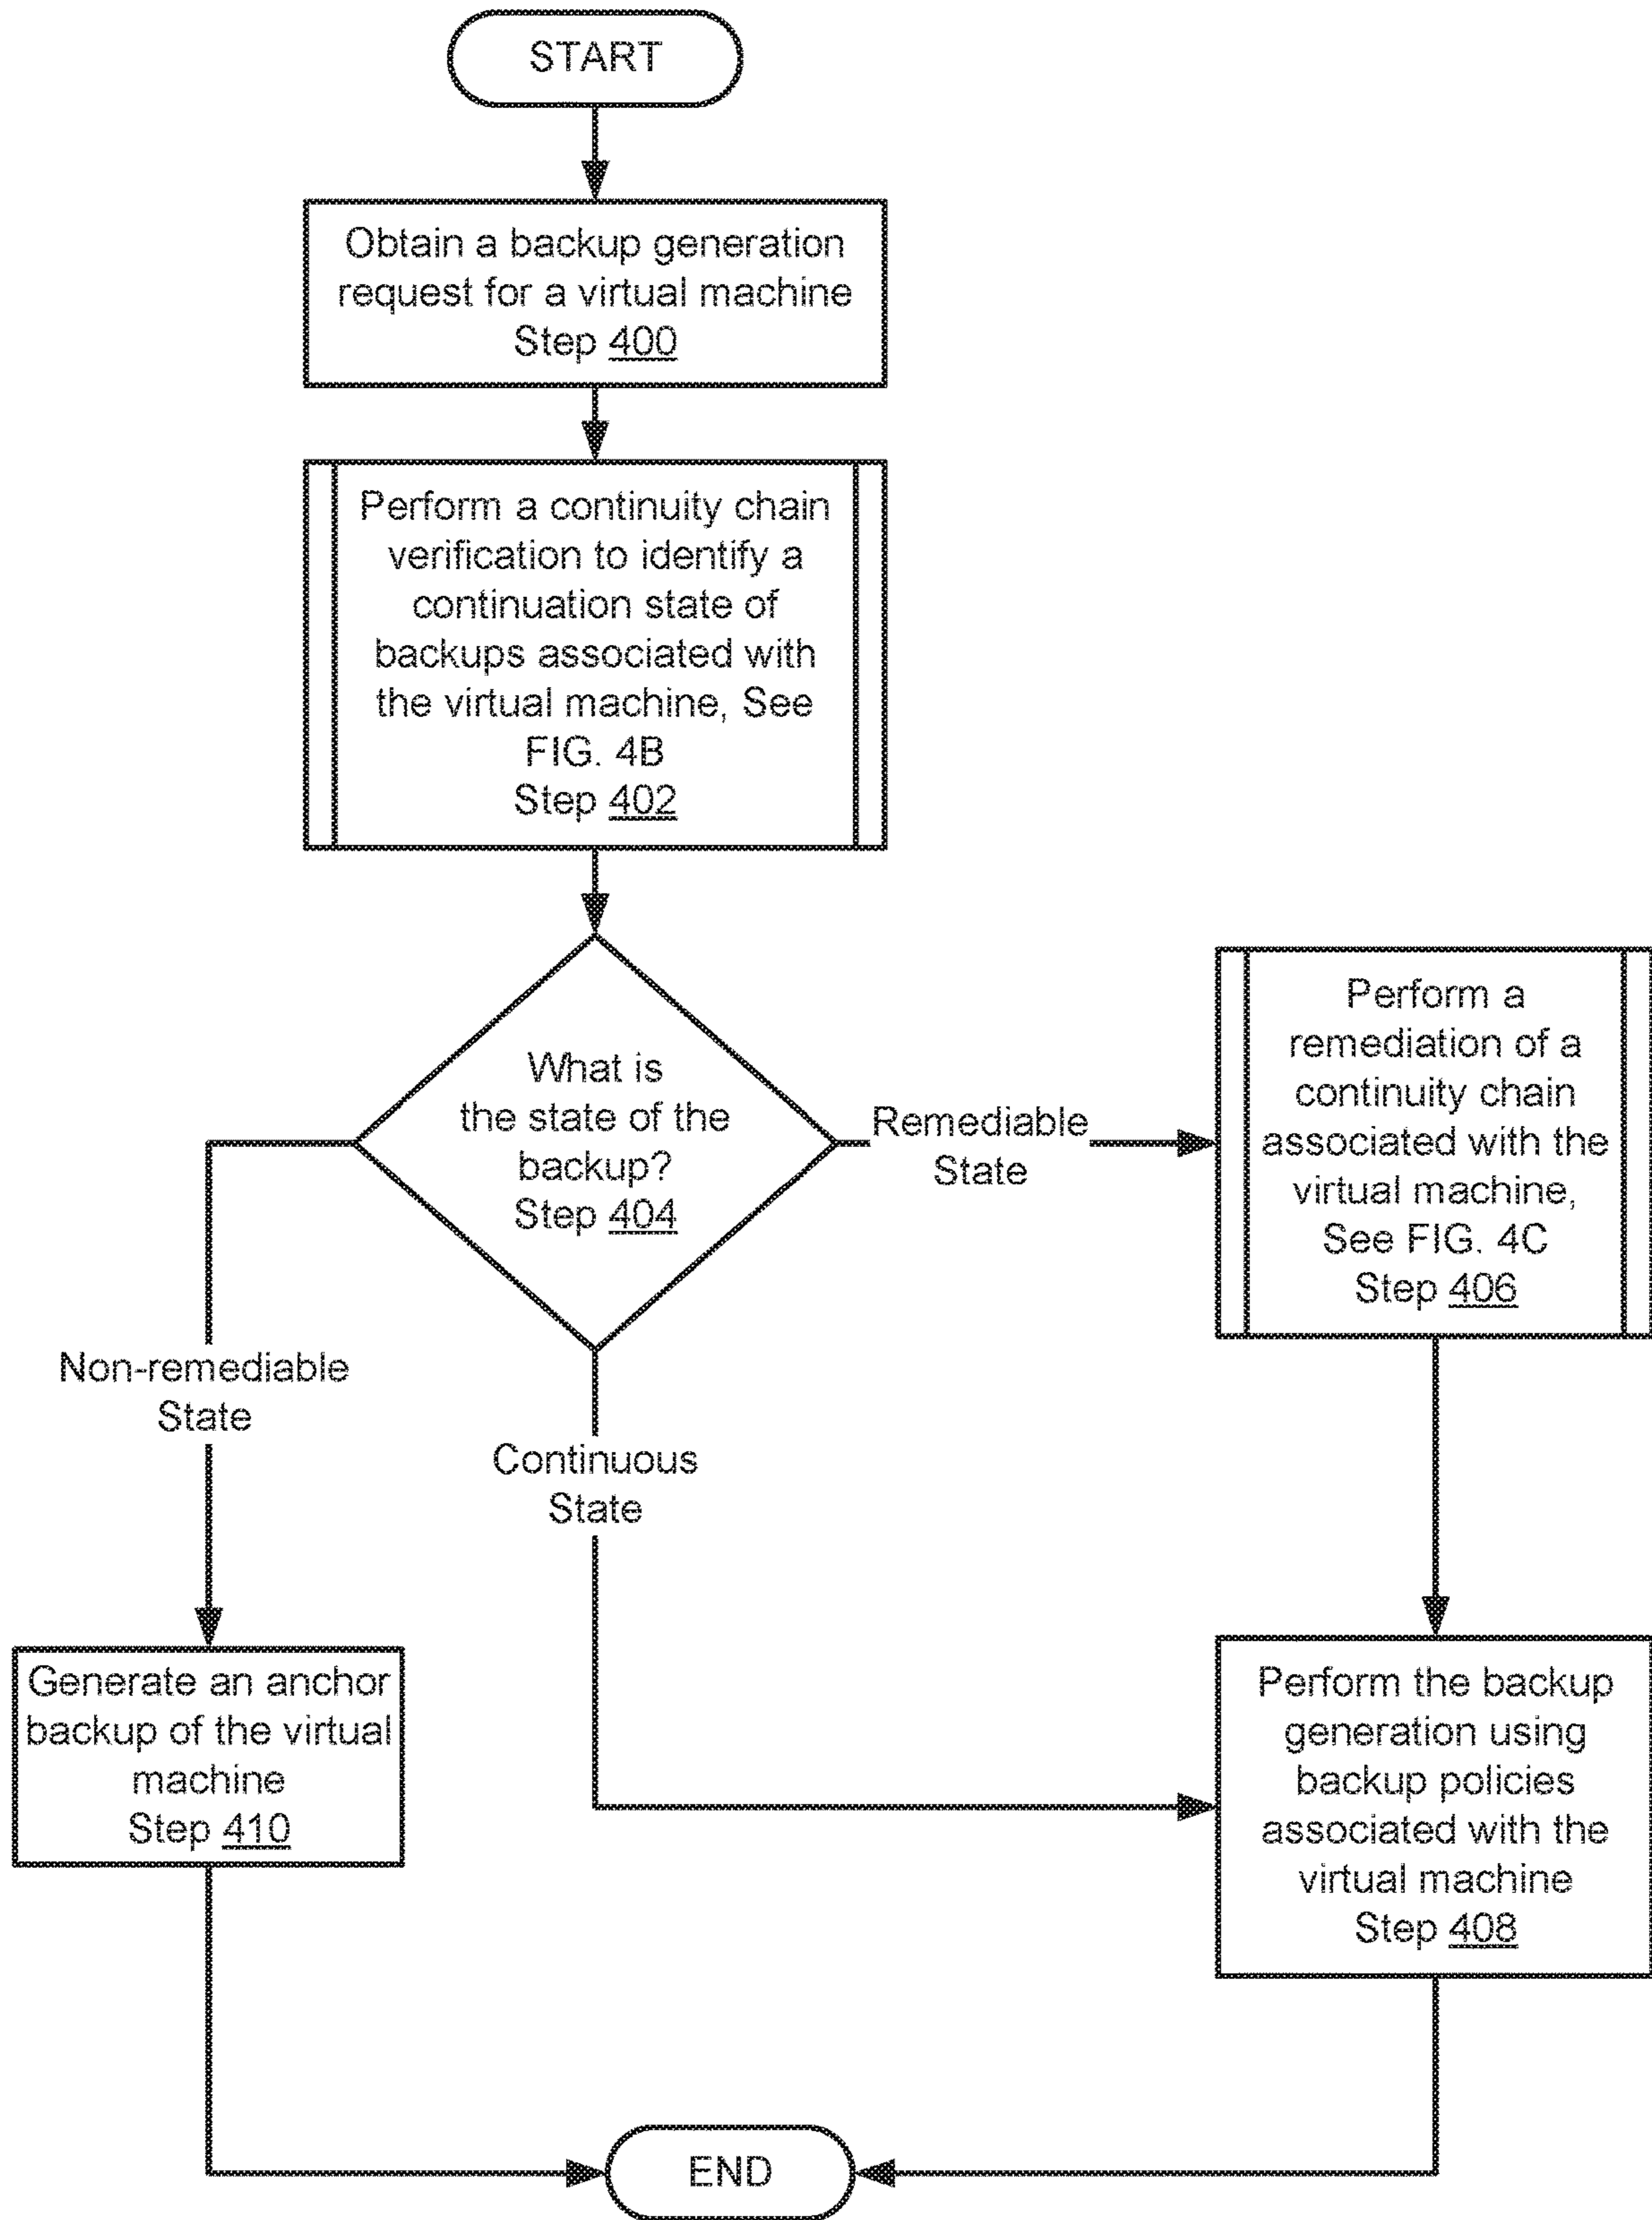 START
Obtain a backup generation
request for a virtual machine
Step 400
Perform a continuity chain
verification to identify a
continuation state of
backups associated with
the virtual machine, See
FIG. 4B
Step 402
What is
the state of the
backup?
Step 404
Remediable
State
Perform a
remediation of a
continuity chain
associated with the
virtual machine,
See FIG. 4C
Step 406
Non-remediable
State
Continuous
State
Generate an anchor
backup of the virtual
machine
Step 410
Perform the backup
generation using
backup policies
associated with the
virtual machine
Step 408
END